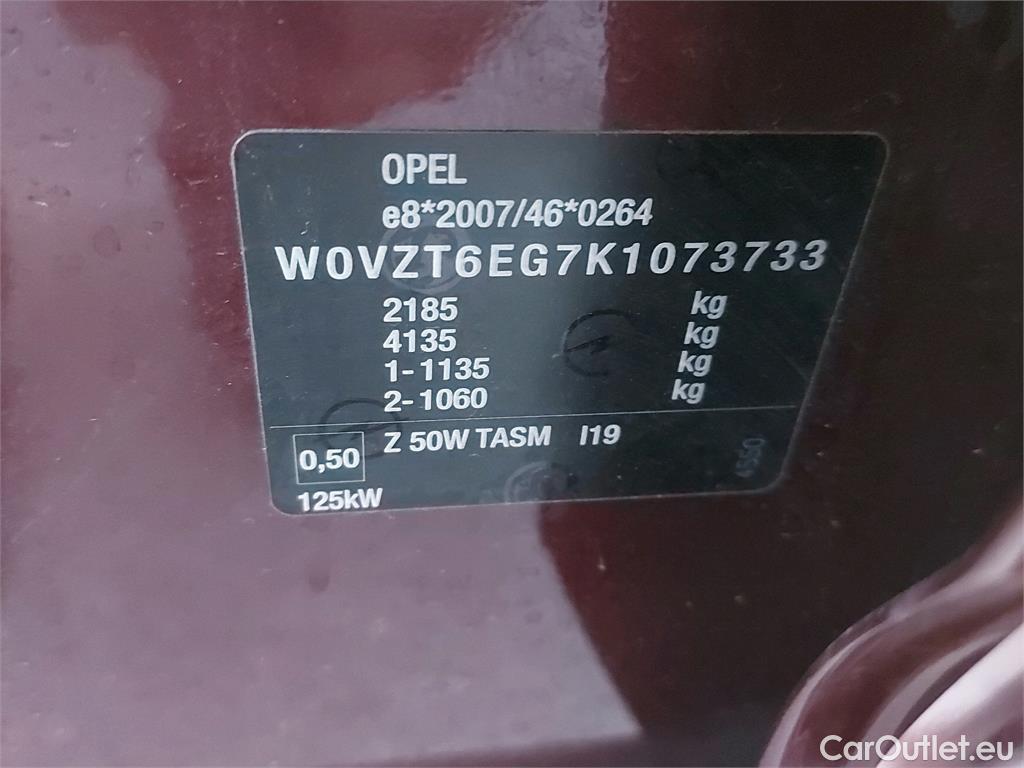 OPEL
e8*2007/46*0264
W0VZT6EG7K1073733
2185 kg
4135 kg
1-1135 kg
2-1060 kg
0,50 Z 50W TASM I19
125kW
4550
CarOutlet.eu